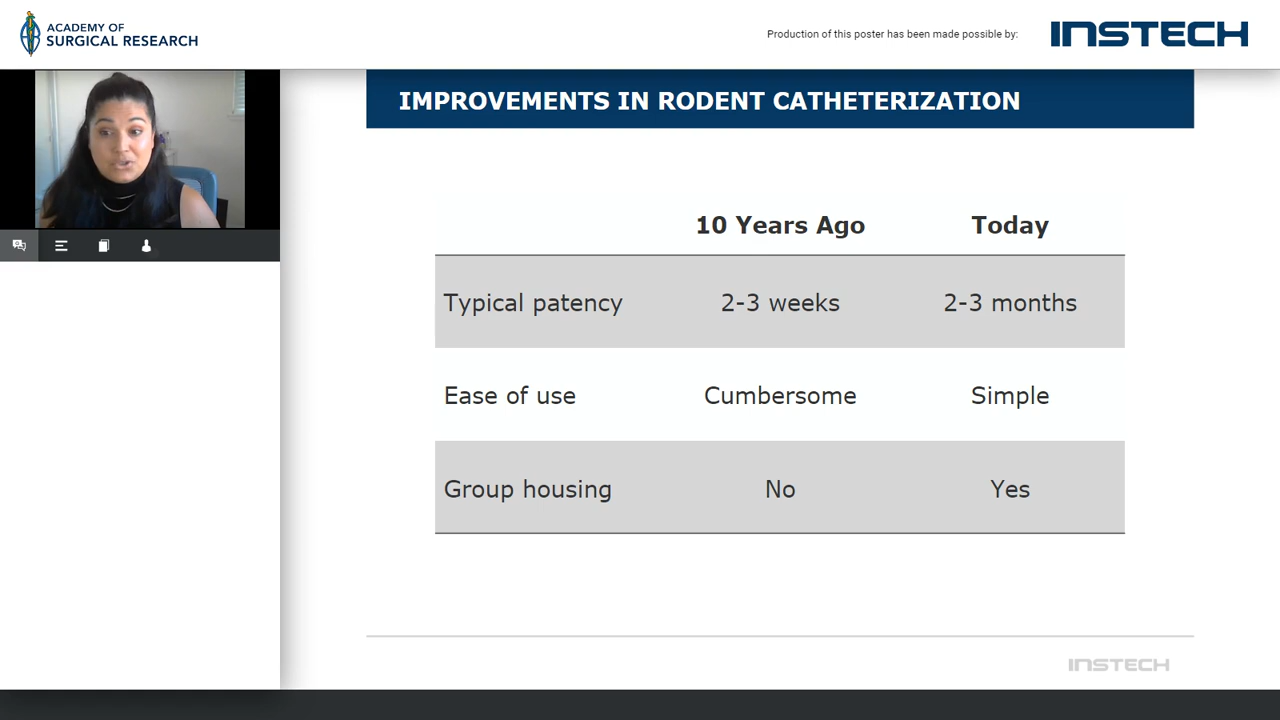 ACADEMY OF
SURGICAL RESEARCH
Production of this poster has been made possible by:
INSTECH
IMPROVEMENTS IN RODENT CATHETERIZATION
10 Years Ago Today
Typical patency 2-3 weeks 2-3 months
Ease of use Cumbersome Simple
Group housing No Yes
INSTECH